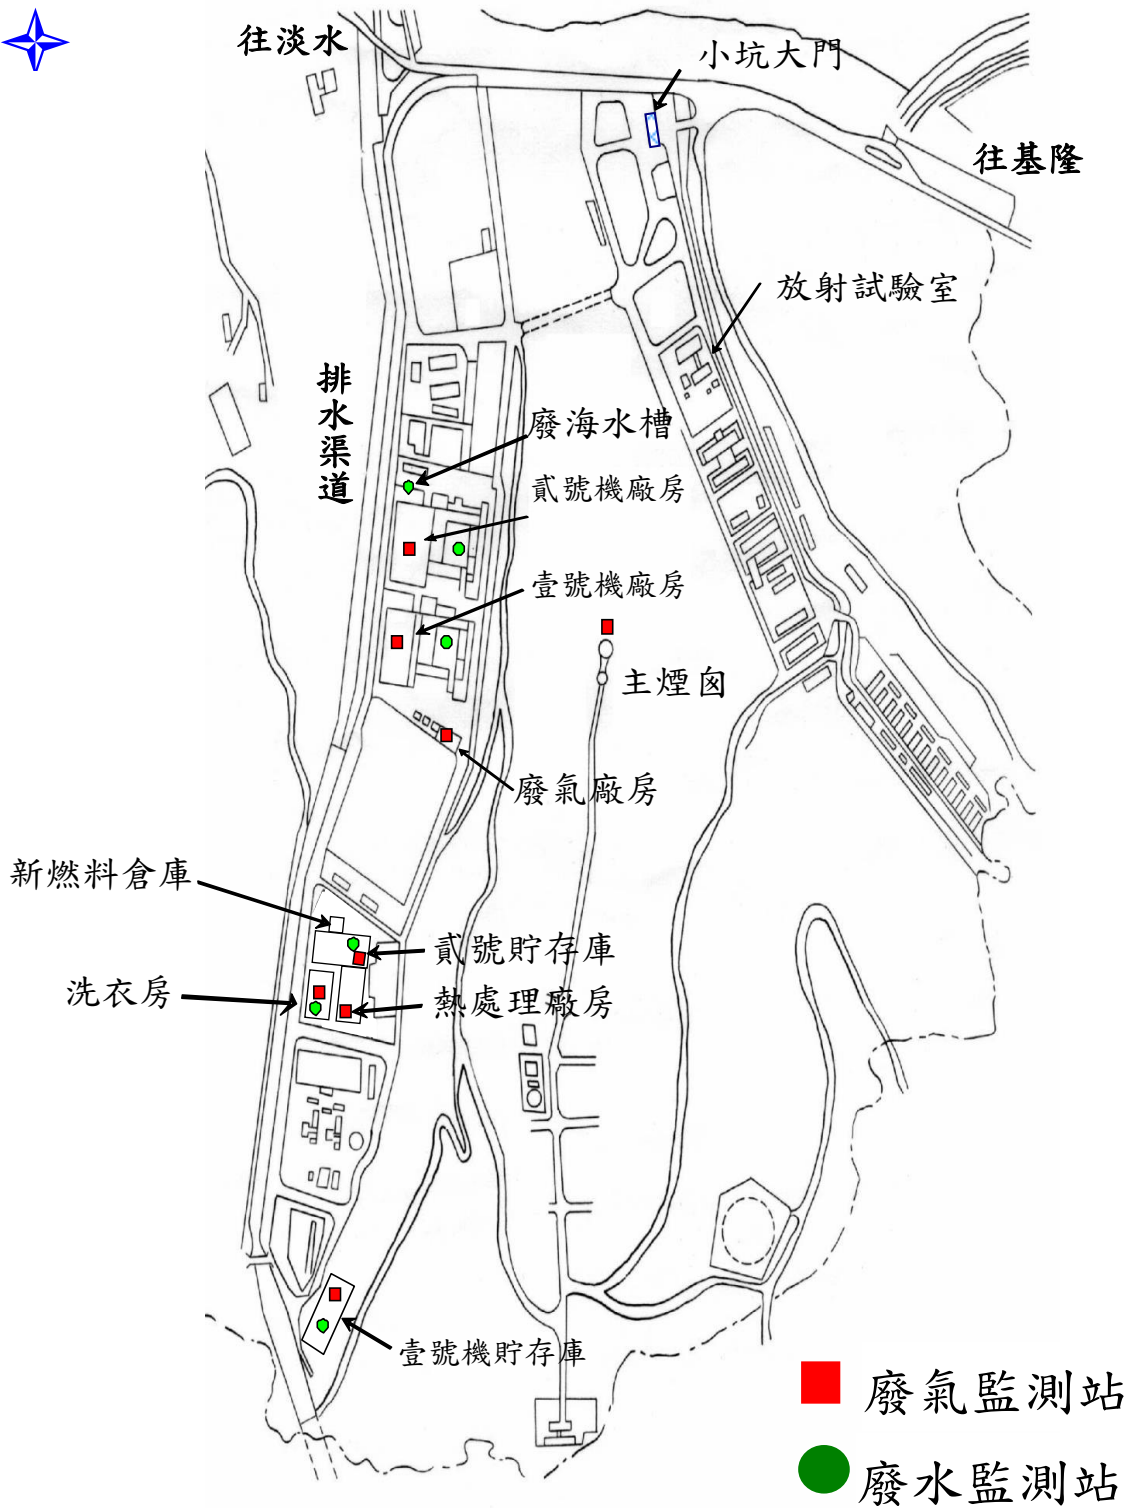 往淡水
小坑大門
往基隆
放射試驗室
排水渠道
廢海水槽
貳號機廠房
壹號機廠房
主煙囪
廢氣廠房
新燃料倉庫
貳號貯存庫
洗衣房
熱處理廠房
壹號機貯存庫
廢氣監測站
廢水監測站